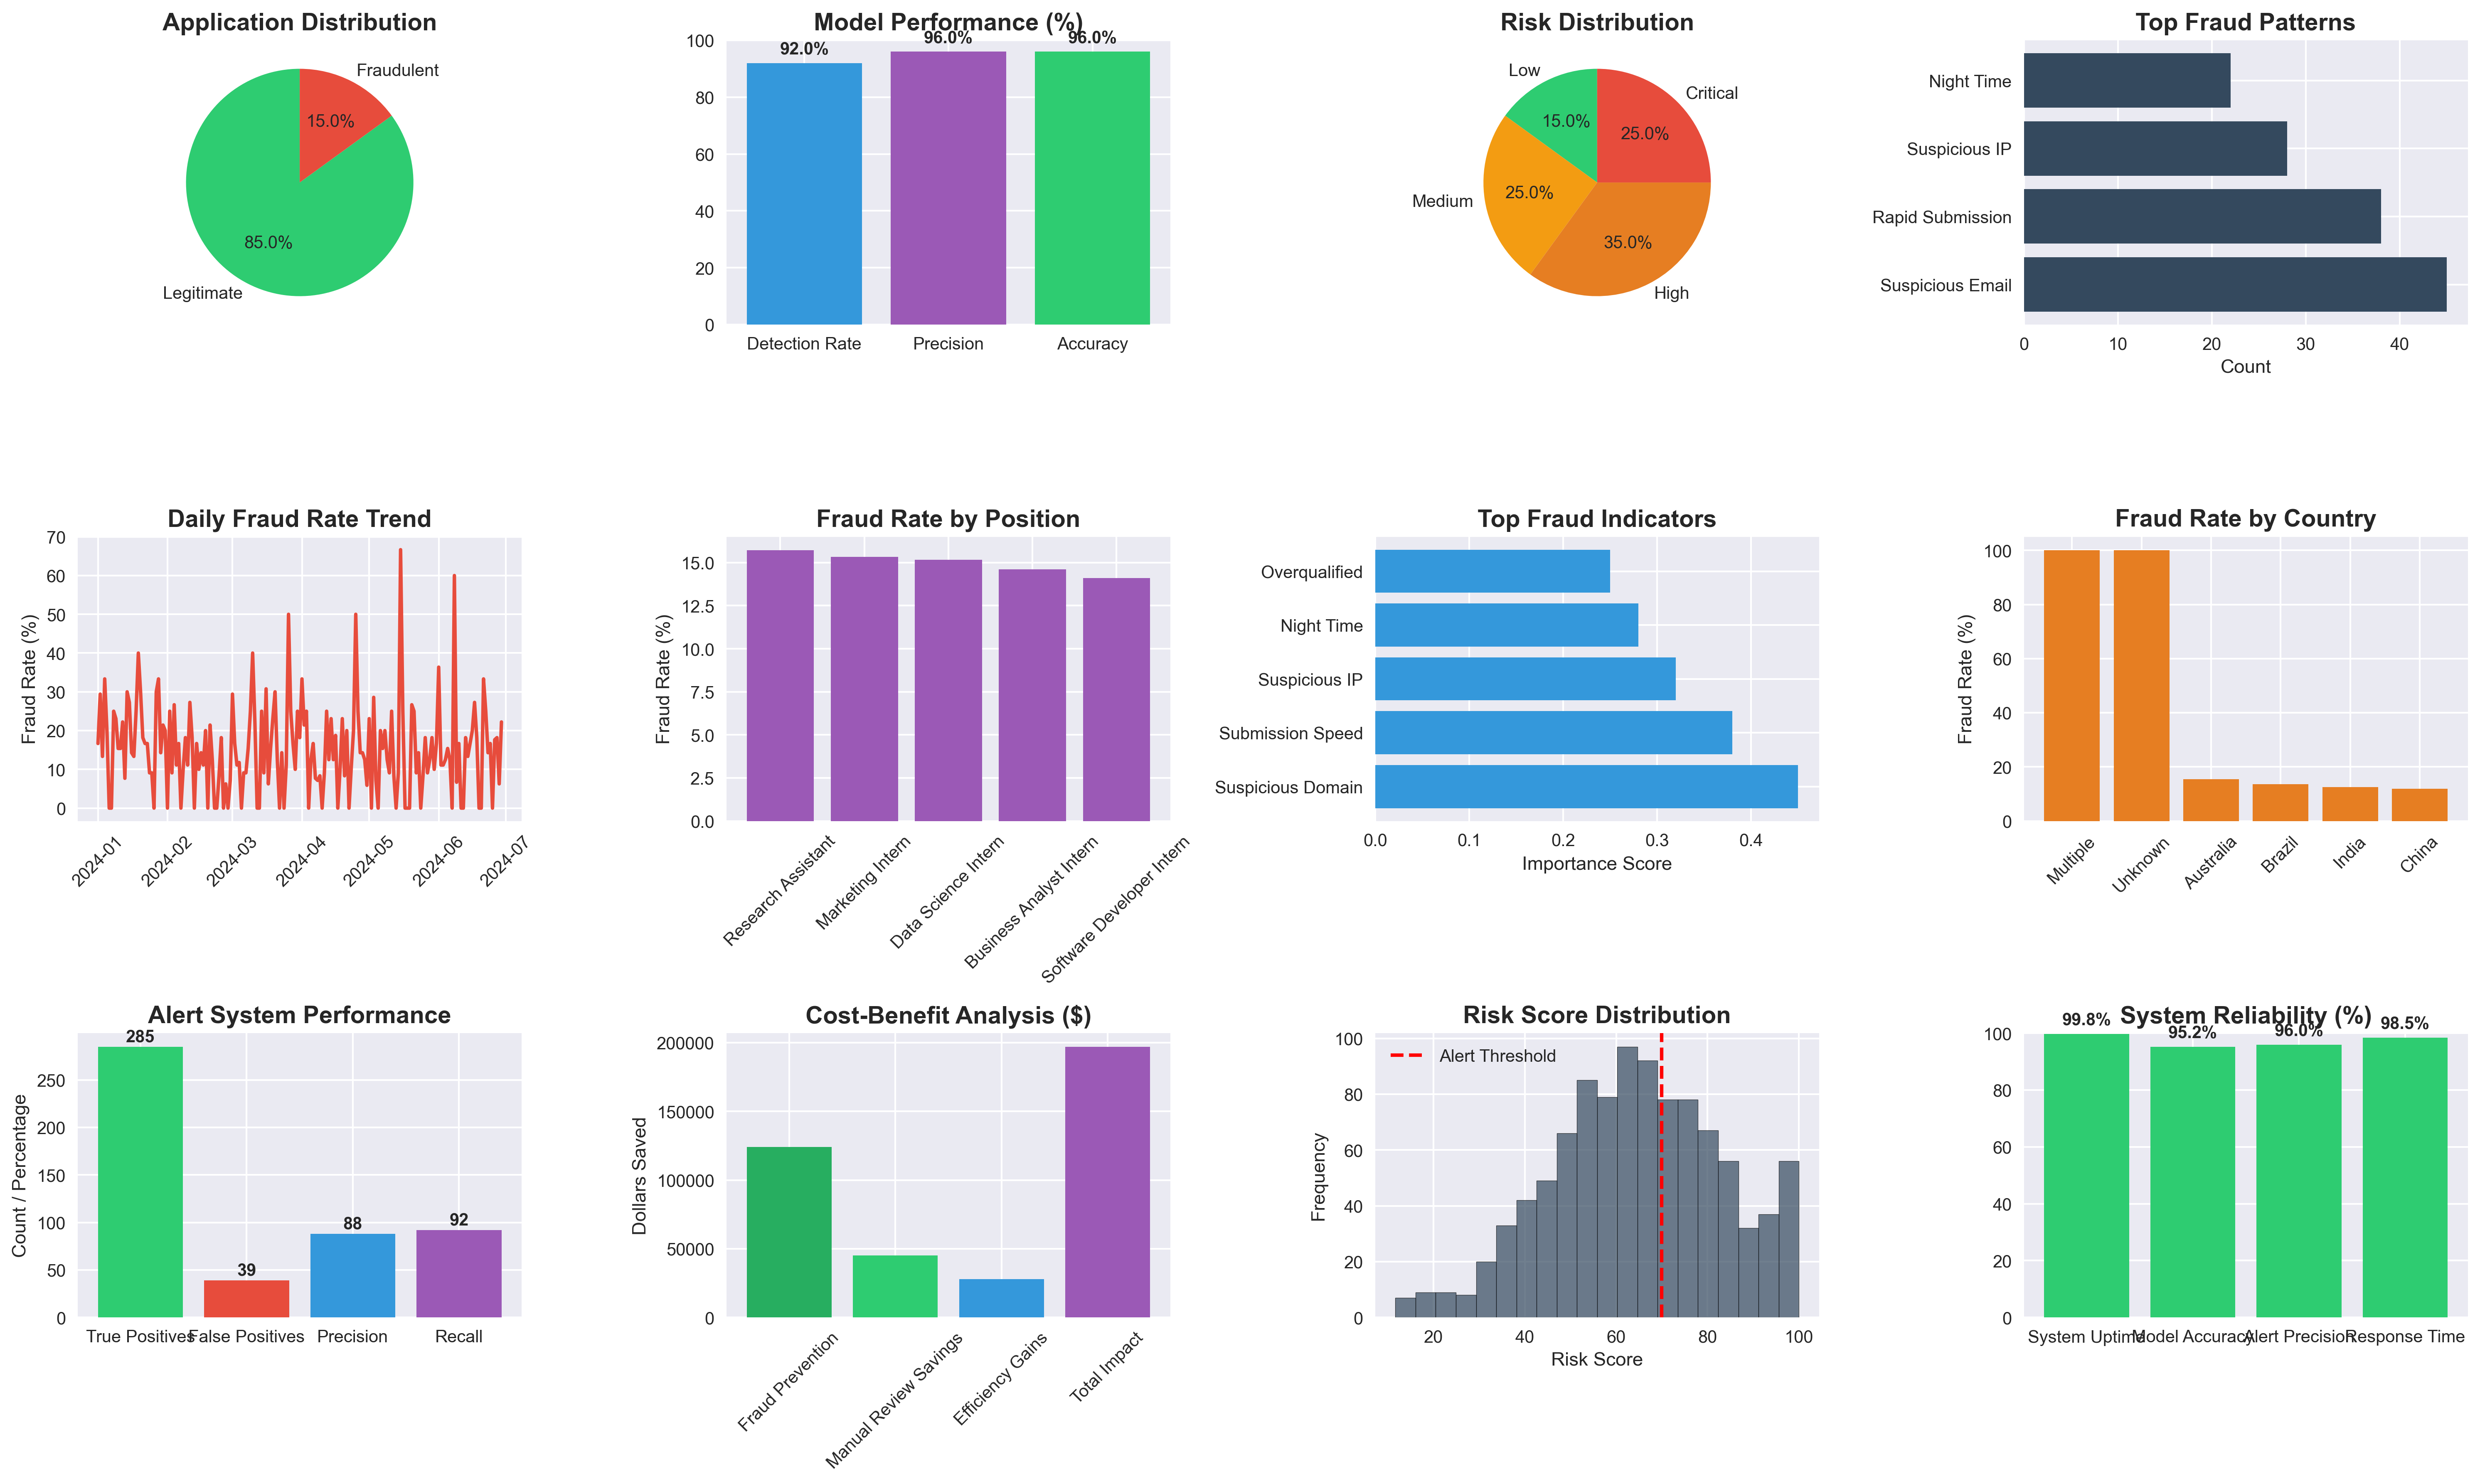 Application Distribution
Fraudulent
15.0%
85.0%
Legitimate
Model Performance (%)
92.0%
96.0%
96.0%
100
80
60
40
20
0
Detection Rate
Precision
Accuracy
Risk Distribution
Low
Critical
15.0%
25.0%
Medium
25.0%
35.0%
High
Top Fraud Patterns
Night Time
Suspicious IP
Rapid Submission
Suspicious Email
0
10
20
30
40
Count
Daily Fraud Rate Trend
Fraud Rate (%)
70
60
50
40
30
20
10
0
2024-01
2024-02
2024-03
2024-04
2024-05
2024-06
2024-07
Fraud Rate by Position
Fraud Rate (%)
15.0
12.5
10.0
7.5
5.0
2.5
0.0
Research Assistant
Marketing Intern
Data Science Intern
Business Analyst Intern
Software Developer Intern
Top Fraud Indicators
Overqualified
Night Time
Suspicious IP
Submission Speed
Suspicious Domain
0.0
0.1
0.2
0.3
0.4
Importance Score
Fraud Rate by Country
Fraud Rate (%)
100
80
60
40
20
0
Multiple
Unknown
Australia
Brazil
India
China
Alert System Performance
Count / Percentage
285
39
88
92
250
200
150
100
50
0
True Positives
False Positives
Precision
Recall
Cost-Benefit Analysis ($)
Dollars Saved
200000
150000
100000
50000
0
Fraud Prevention
Manual Review Savings
Efficiency Gains
Total Impact
Risk Score Distribution
Alert Threshold
Frequency
100
80
60
40
20
0
20
40
60
80
100
Risk Score
System Reliability (%)
99.8%
95.2%
96.0%
98.5%
100
80
60
40
20
0
System Uptime
Model Accuracy
Alert Precision
Response Time